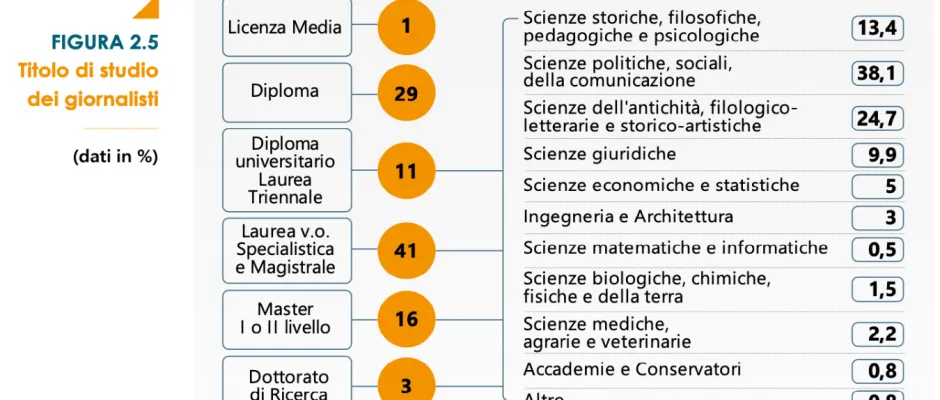 FIGURA 2.5
Titolo di studio
dei giornalisti
(dati in %)
Licenza Media
1
Diploma
29
Diploma
universitario
Laurea
Triennale
11
Laurea v.o.
Specialistica
e Magistrale
41
Master
I o II livello
16
Dottorato
di Ricerca
3
Scienze storiche, filosofiche,
pedagogiche e psicologiche
13,4
Scienze politiche, sociali,
della comunicazione
38,1
Scienze dell'antichità, filologico-
letterarie e storico-artistiche
24,7
Scienze giuridiche
9,9
Scienze economiche e statistiche
5
Ingegneria e Architettura
3
Scienze matematiche e informatiche
0,5
Scienze biologiche, chimiche,
fisiche e della terra
1,5
Scienze mediche,
agrarie e veterinarie
2,2
Accademie e Conservatori
0,8
Altro
0,8